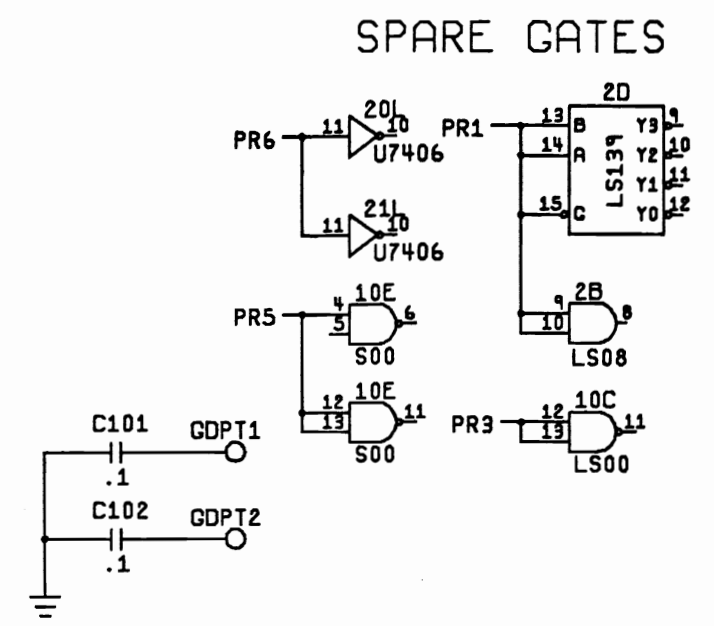 SPARE GATES
PR6
11
20L
10
U7406
11
21L
10
U7406
PR1
2D
13
B
14
A
15
G
LS139
Y3
9
Y2
10
Y1
11
Y0
12
9
10
2B
8
LS08
PR5
4
5
10E
6
S00
12
13
10E
11
S00
PR3
12
13
10C
11
LS00
C101
.1
GDPT1
C102
.1
GDPT2